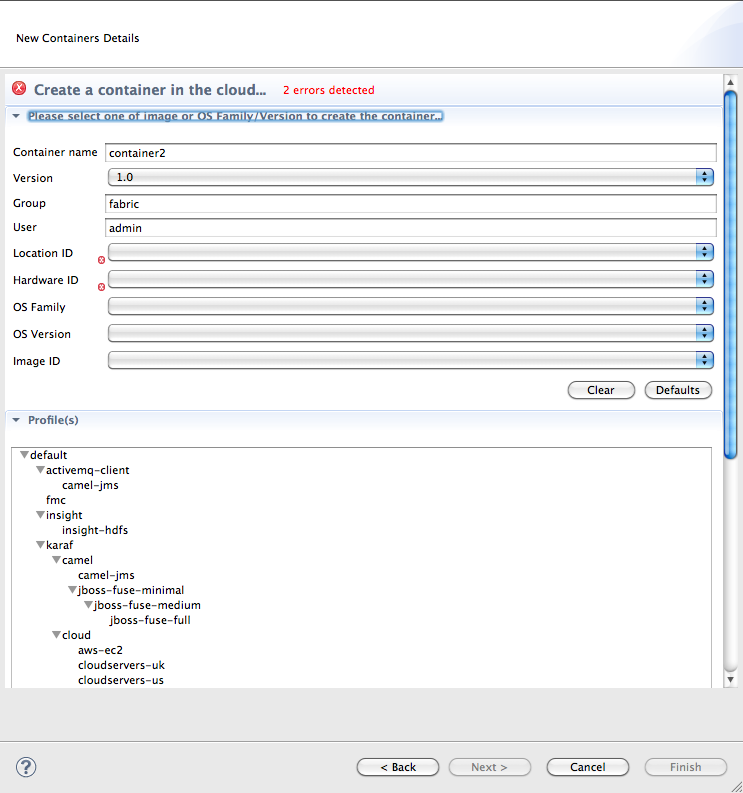 New Containers Details
Create a container in the cloud... 2 errors detected
Please select one of image or OS Family/Version to create the container...
Container name container2
Version 1.0
Group fabric
User admin
Location ID
Hardware ID
OS Family
OS Version
Image ID
Clear Defaults
Profile(s)
default
activemq-client
camel-jms
fmc
insight
insight-hdfs
karaf
camel
camel-jms
jboss-fuse-minimal
jboss-fuse-medium
jboss-fuse-full
cloud
aws-ec2
cloudservers-uk
cloudservers-us
? < Back Next > Cancel Finish